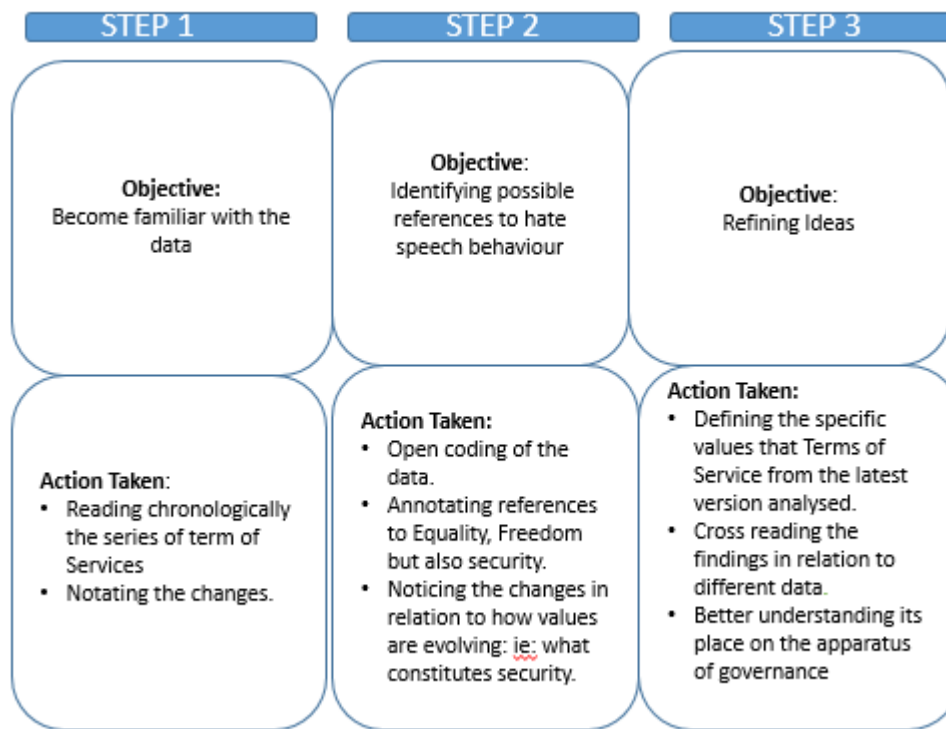 STEP 1
STEP 2
STEP 3
Objective:
Become familiar with the
data
Objective:
Identifying possible
references to hate
speech behaviour
Objective:
Refining Ideas
Action Taken:
• Reading chronologically
the series of term of
Services
• Notating the changes.
Action Taken:
• Open coding of the
data.
• Annotating references
to Equality, Freedom
but also security.
• Noticing the changes in
relation to how values
are evolving: ie: what
constitutes security.
Action Taken:
• Defining the specific
values that Terms of
Service from the latest
version analysed.
• Cross reading the
findings in relation to
different data.
• Better understanding its
place on the apparatus
of governance